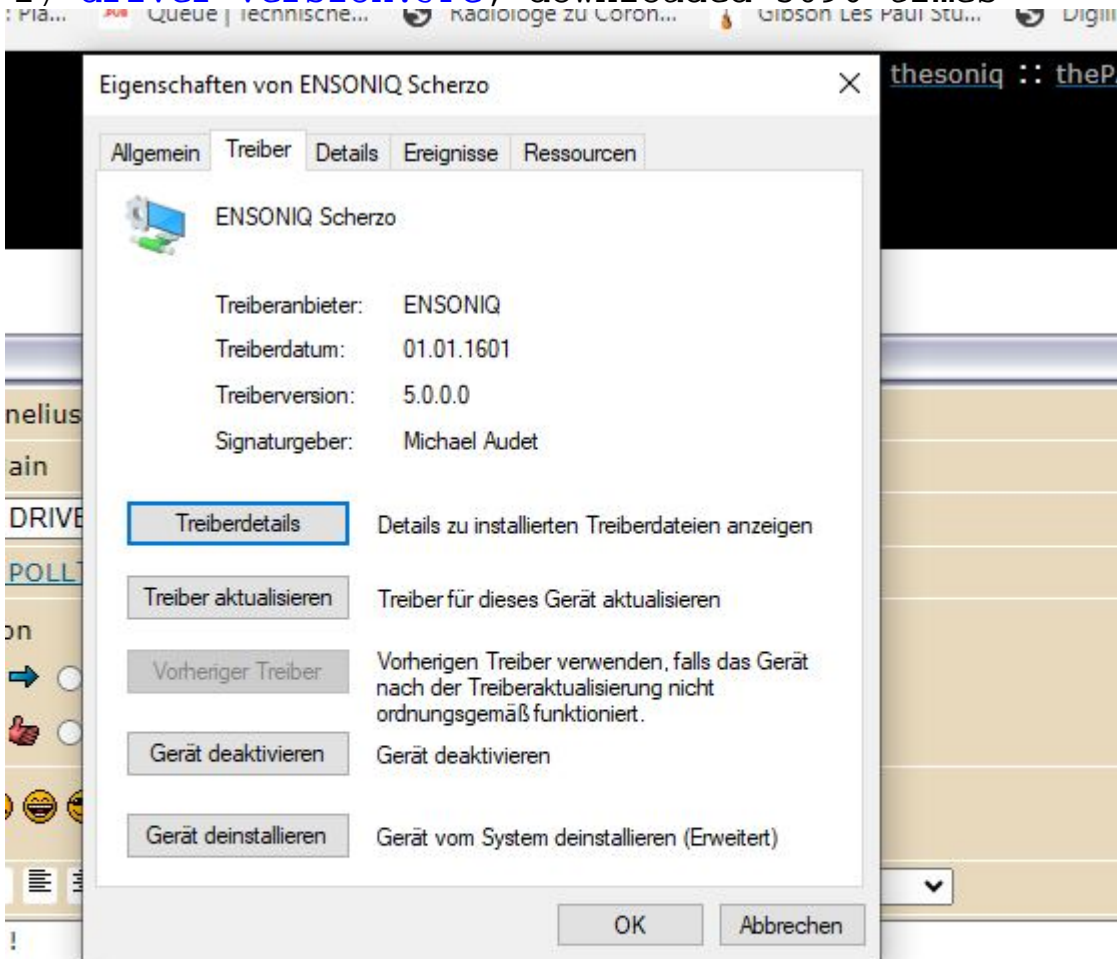 Queue | Technische...
Radiologe zu Coron...
Gibson Les Paul Stu...
Eigenschaften von ENSONIQ Scherzo
thesoniq ::
Allgemein Treiber Details Ereignisse Ressourcen
ENSONIQ Scherzo
Treiberanbieter: ENSONIQ
Treiberdatum: 01.01.1601
Treiberversion: 5.0.0.0
Signaturgeber: Michael Audet
nelius
ain
DRIVE
POLL
on
Treiberdetails Details zu installierten Treiberdateien anzeigen
Treiber aktualisieren Treiber für dieses Gerät aktualisieren
Vorheriger Treiber Vorherigen Treiber verwenden, falls das Gerät
nach der Treiberaktualisierung nicht
ordnungsgemäß funktioniert.
Gerät deaktivieren Gerät deaktivieren
Gerät deinstallieren Gerät vom System deinstallieren (Erweitert)
OK Abbrechen
!